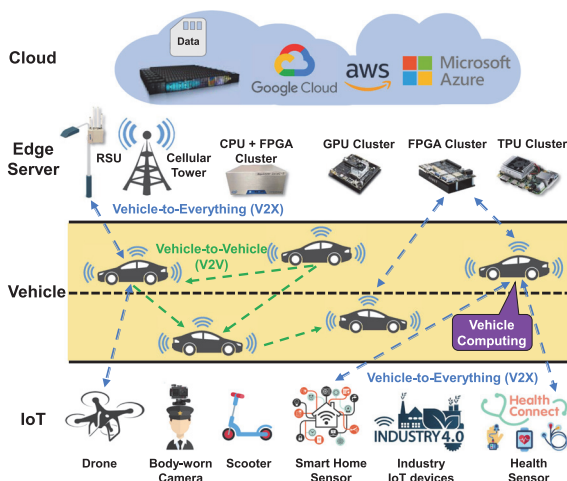 Cloud
Data
Google Cloud
aws
Microsoft
Azure
Edge
Server
RSU
Cellular
Tower
CPU + FPGA
Cluster
GPU Cluster
FPGA Cluster
TPU Cluster
Vehicle-to-Everything (V2X)
Vehicle-to-Vehicle
(V2V)
Vehicle
Vehicle
Computing
Vehicle-to-Everything (V2X)
IoT
INDUSTRY 4.0
Health
Connect
Drone
Body-worn
Camera
Scooter
Smart Home
Sensor
Industry
IoT devices
Health
Sensor